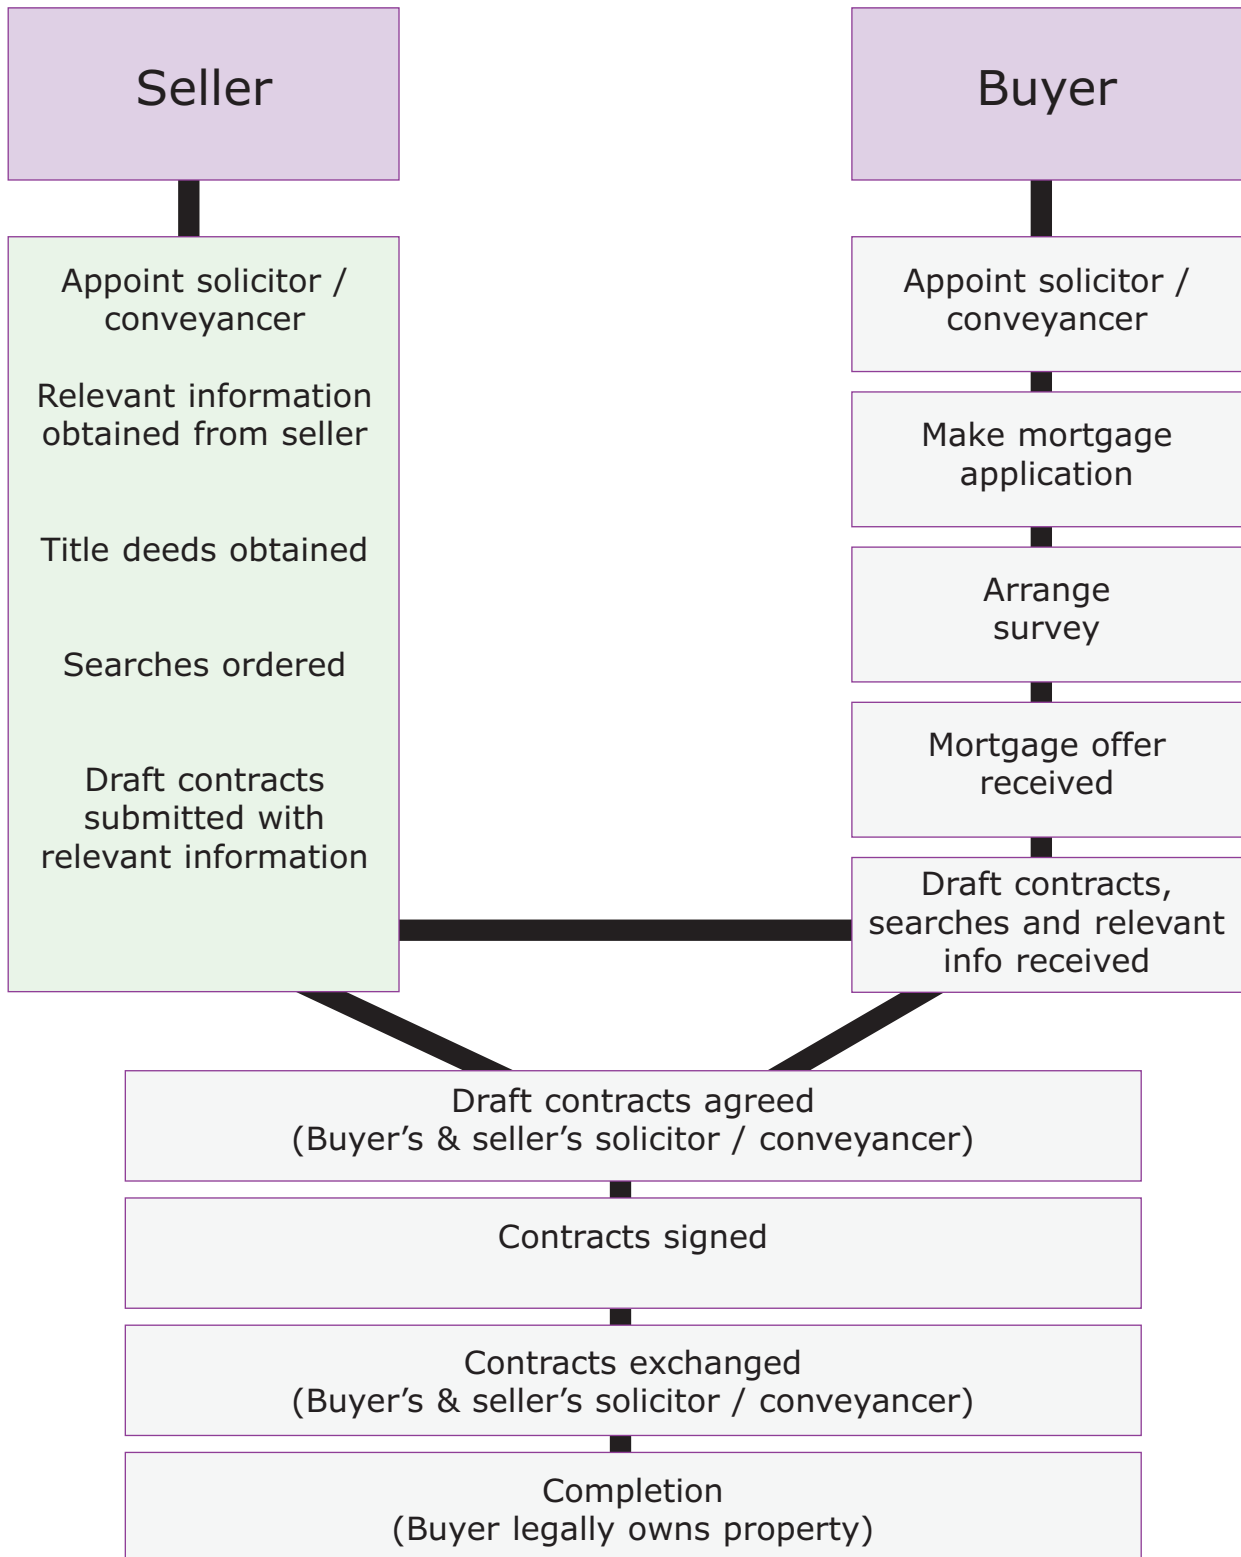 Seller
Appoint solicitor /
conveyancer
Relevant information
obtained from seller
Title deeds obtained
Searches ordered
Draft contracts
submitted with
relevant information
Buyer
Appoint solicitor /
conveyancer
Make mortgage
application
Arrange
survey
Mortgage offer
received
Draft contracts,
searches and relevant
info received
Draft contracts agreed
(Buyer’s & seller’s solicitor / conveyancer)
Contracts signed
Contracts exchanged
(Buyer’s & seller’s solicitor / conveyancer)
Completion
(Buyer legally owns property)